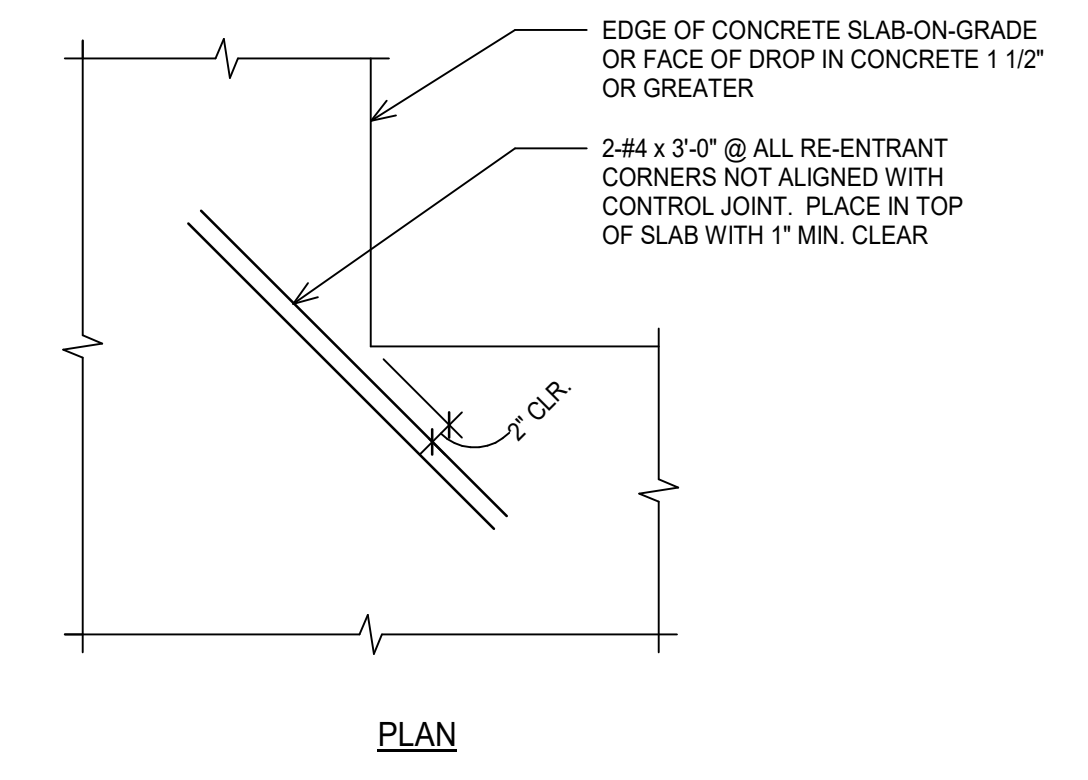 EDGE OF CONCRETE SLAB-ON-GRADE
OR FACE OF DROP IN CONCRETE 1 1/2"
OR GREATER
2-#4 x 3'-0" @ ALL RE-ENTRANT
CORNERS NOT ALIGNED WITH
CONTROL JOINT. PLACE IN TOP
OF SLAB WITH 1" MIN. CLEAR
2" CLR.
PLAN